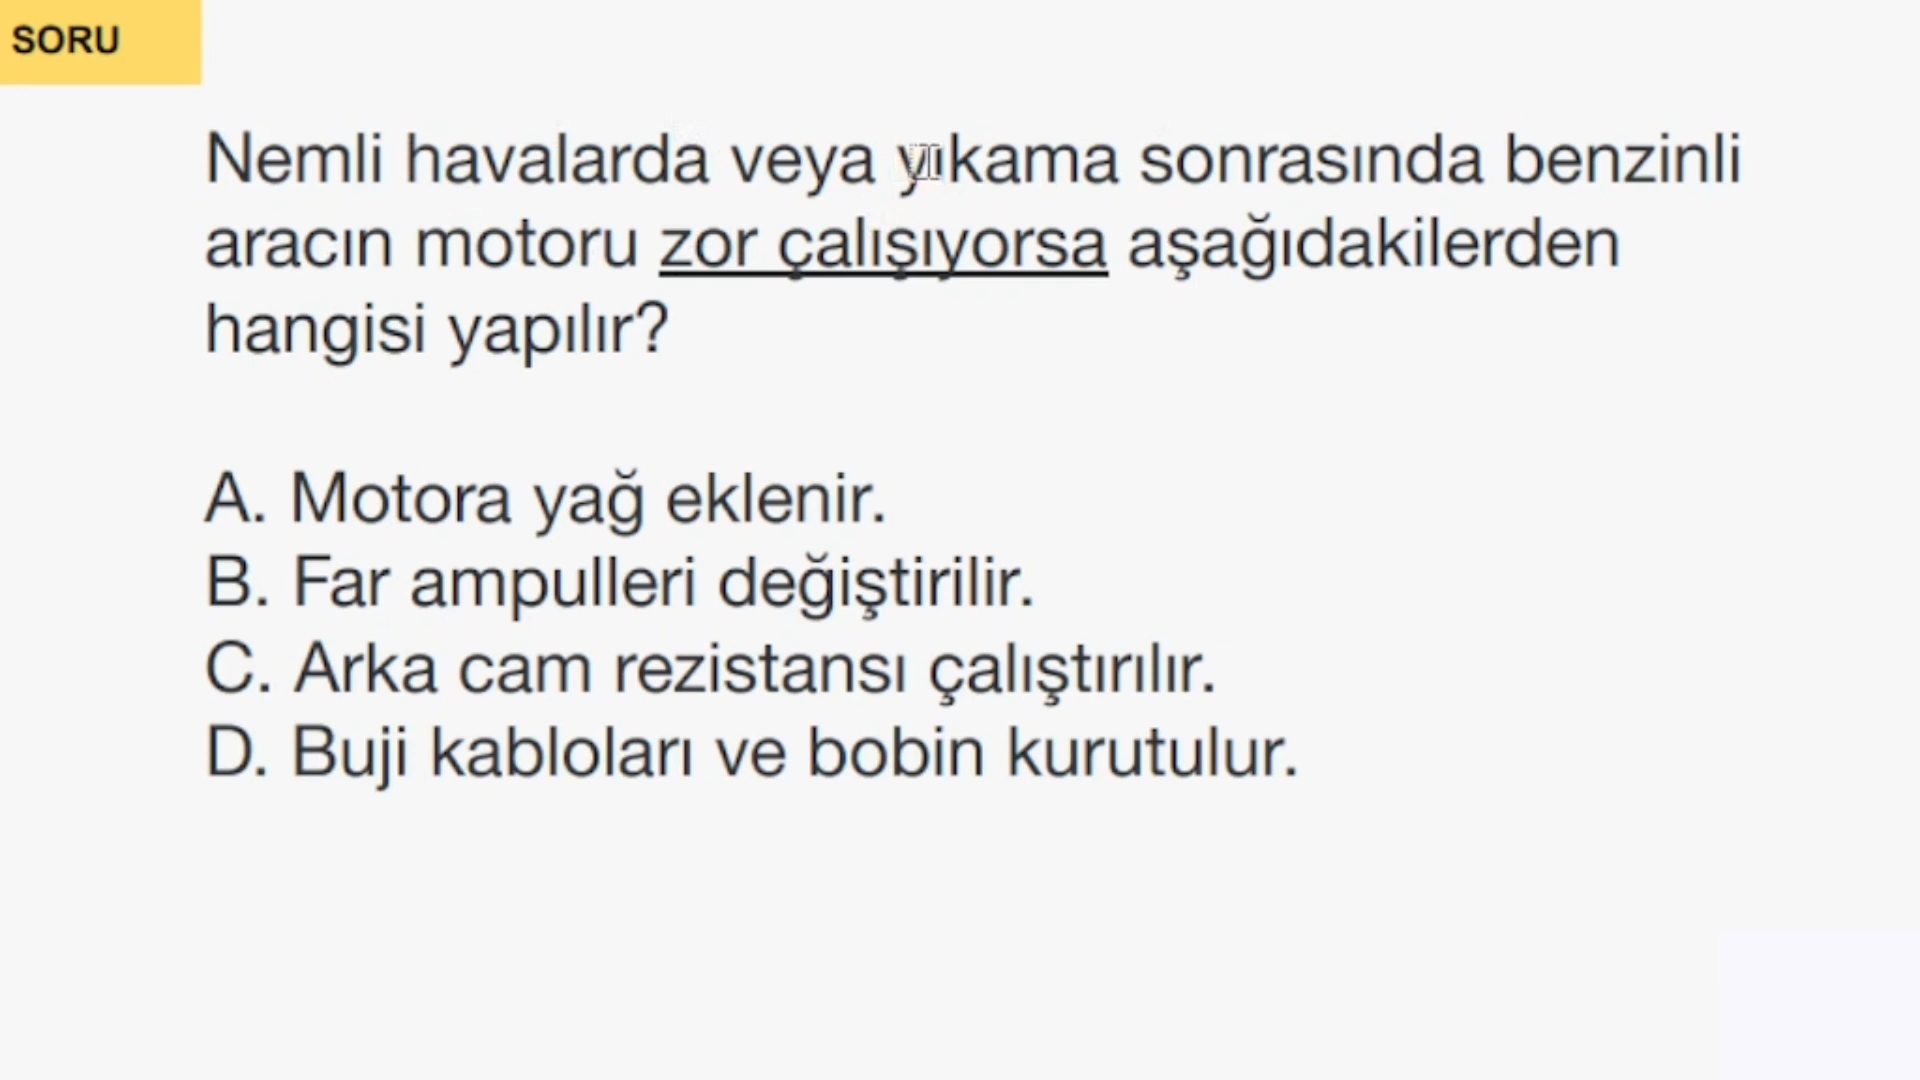 SORU
Nemli havalarda veya yıkama sonrasında benzinli
aracın motoru zor çalışıyorsa aşağıdakilerden
hangisi yapılır?
A. Motora yağ eklenir.
B. Far ampulleri değiştirilir.
C. Arka cam rezistansı çalıştırılır.
D. Buji kabloları ve bobin kurutulur.